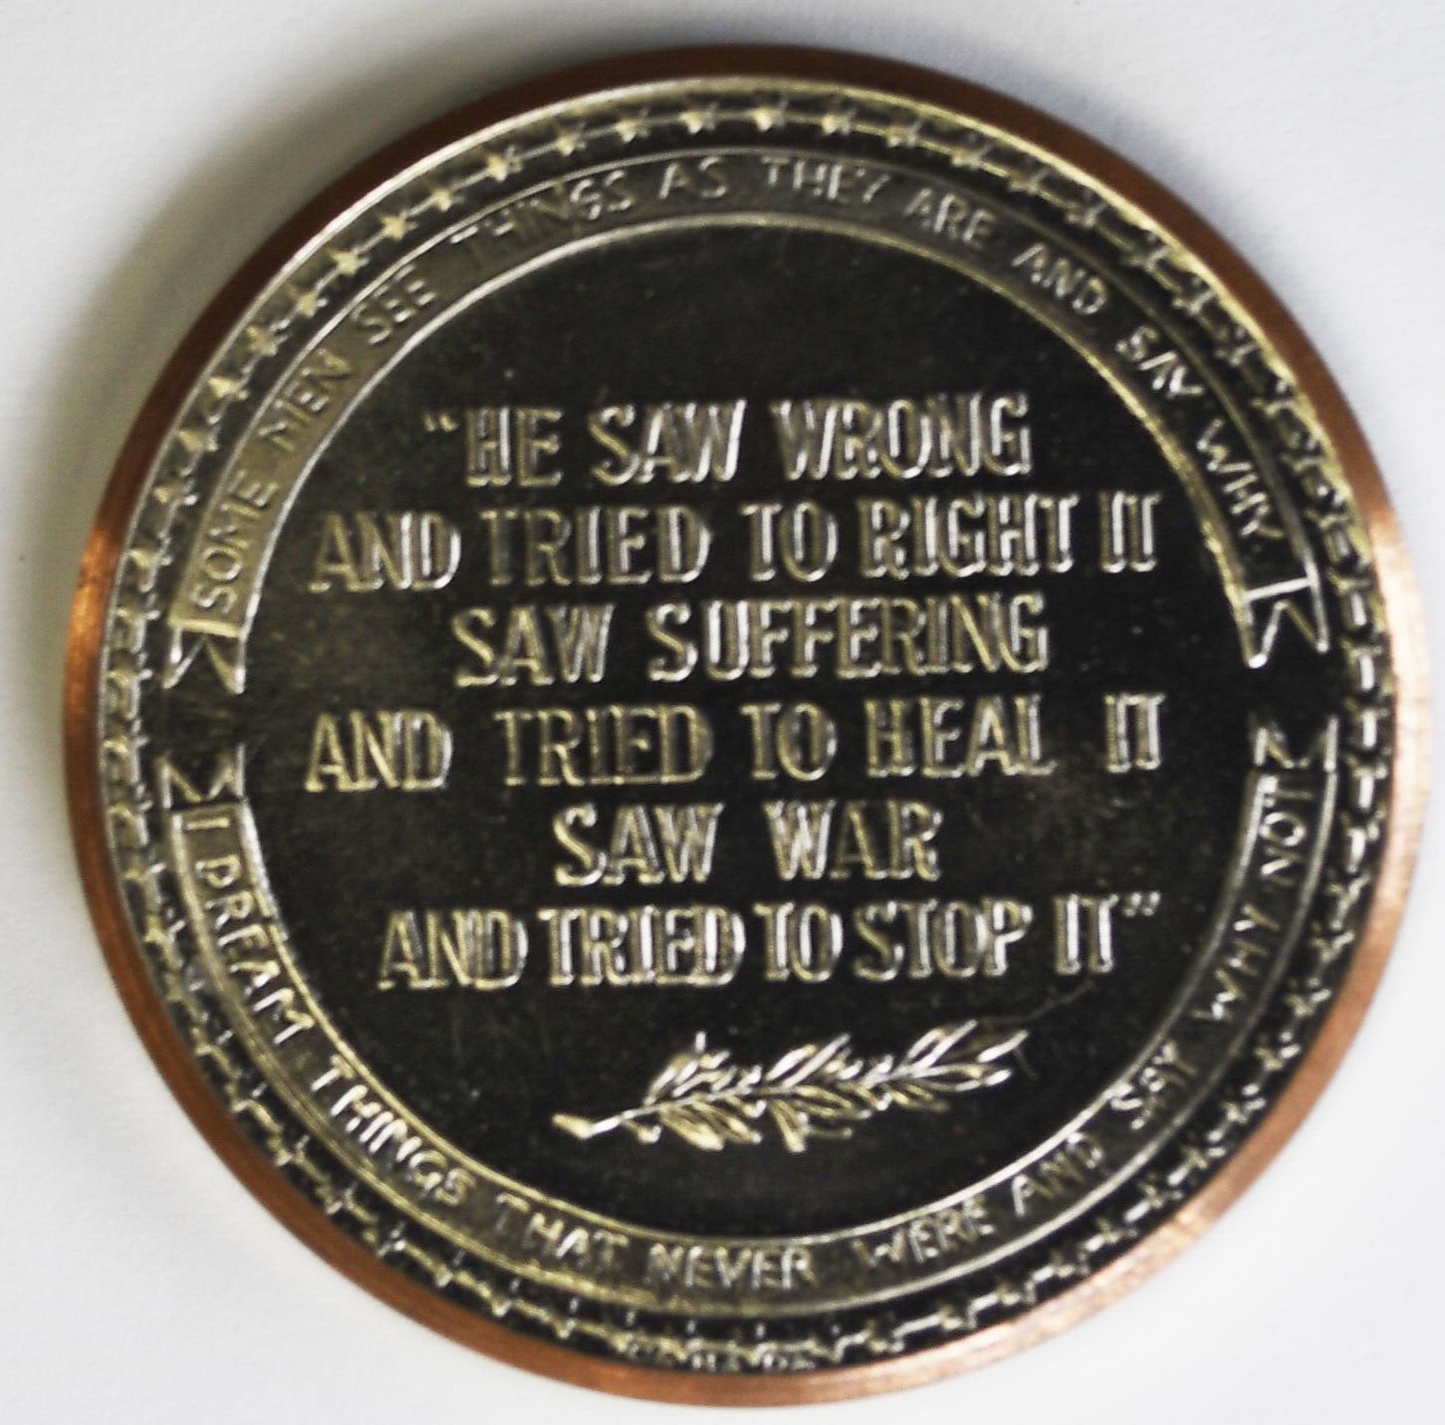 SOME MEN SEE THINGS AS THEY ARE AND SAY WHY
"HE SAW WRONG
AND TRIED TO RIGHT IT
SAW SUFFERING
AND TRIED TO HEAL IT
SAW WAR
AND TRIED TO STOP IT"
I DREAM THINGS THAT NEVER WERE AND SAY WHY NOT"